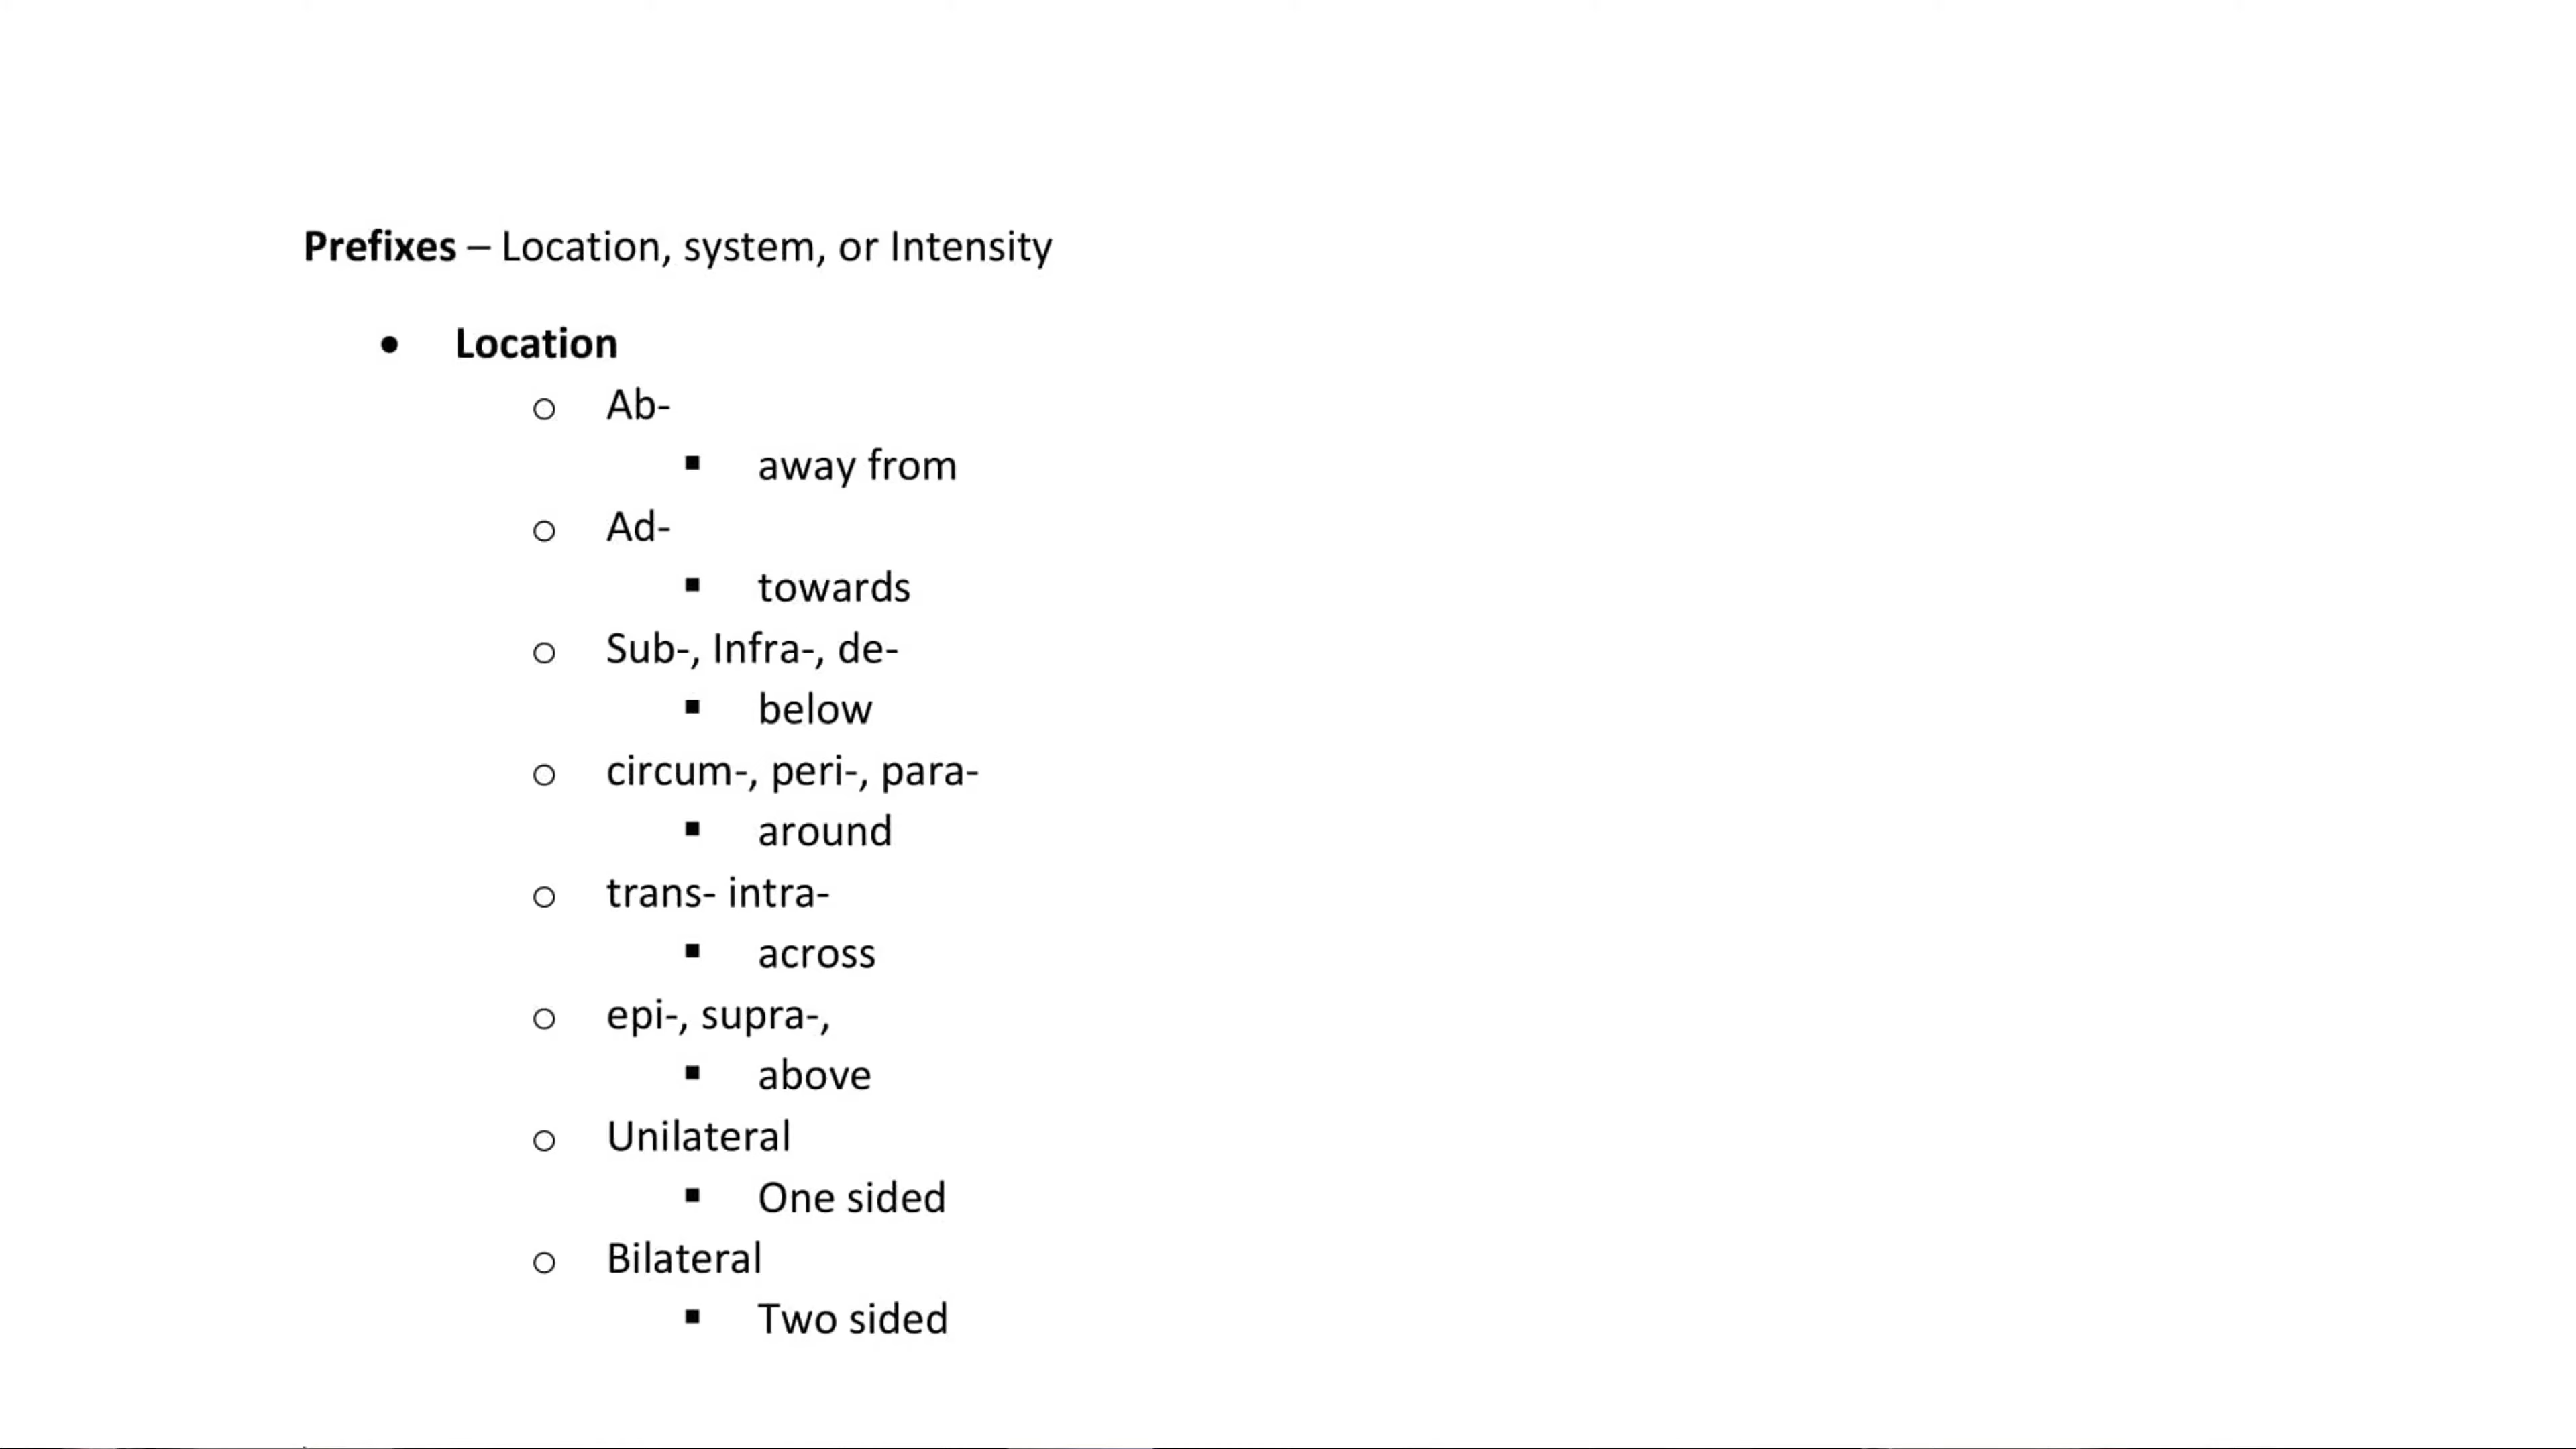 Prefixes – Location, system, or Intensity
• Location
o Ab-
▪ away from
o Ad-
▪ towards
o Sub-, Infra-, de-
▪ below
o circum-, peri-, para-
▪ around
o trans- intra-
▪ across
o epi-, supra-,
▪ above
o Unilateral
▪ One sided
o Bilateral
▪ Two sided